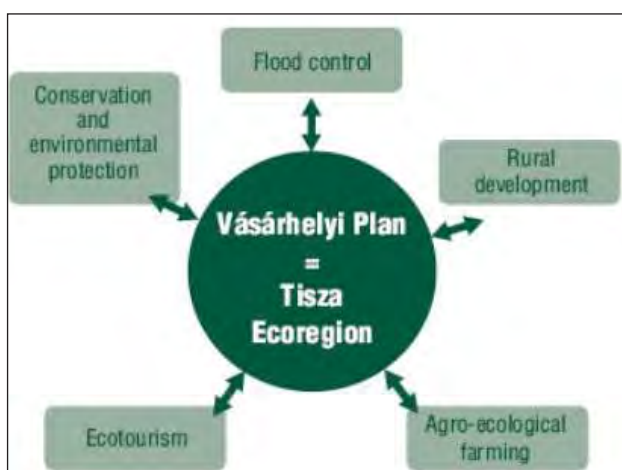 Flood control
Conservation
and
environmental
protection
Rural
development
Vásárhelyi Plan
=
Tisza
Ecoregion
Ecotourism
Agro-ecological
farming